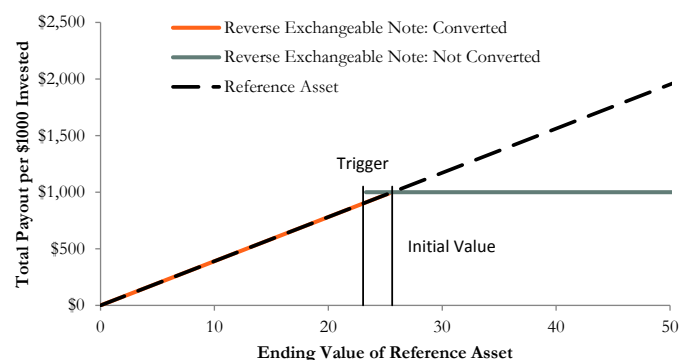 $2,500
$2,000
$1,500
$1,000
$500
$0
Total Payout per $1000 Invested
Reverse Exchangeable Note: Converted
Reverse Exchangeable Note: Not Converted
Reference Asset
Trigger
Initial Value
0 10 20 30 40 50
Ending Value of Reference Asset